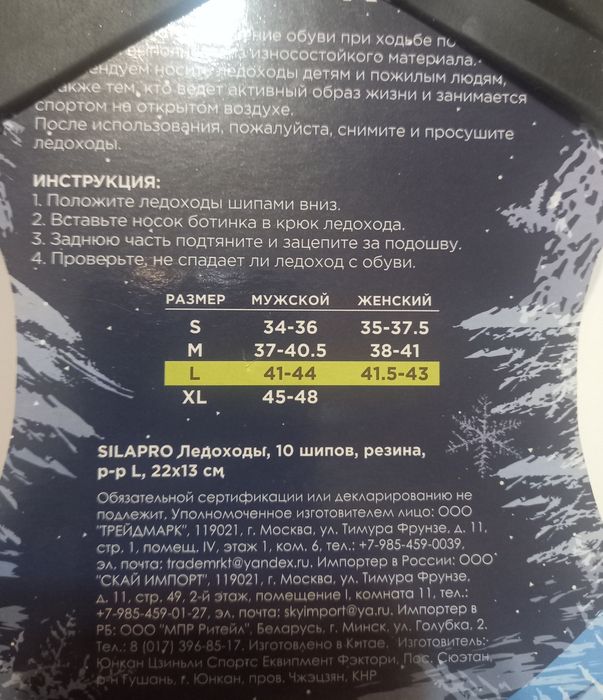 ние обуви при ходьбе по
износостойкого материала.
ендуем носить ледоходы детям и пожилым людям,
также тем, кто ведет активный образ жизни и занимается
спортом на открытом воздухе.
После использования, пожалуйста, снимите и просушите
ледоходы.
ИНСТРУКЦИЯ:
1. Положите ледоходы шипами вниз.
2. Вставьте носок ботинка в крюк ледохода.
3. Заднюю часть подтяните и зацепите за подошву.
4. Проверьте, не спадает ли ледоход с обуви.
РАЗМЕР МУЖСКОЙ ЖЕНСКИЙ
S 34-36 35-37.5
M 37-40.5 38-41
L 41-44 41.5-43
XL 45-48
SILAPRO Ледоходы, 10 шипов, резина,
р-р L, 22х13 см
Обязательной сертификации или декларированию не
подлежит. Уполномоченное изготовителем лицо: ООО
"ТРЕЙДМАРК", 119021, г. Москва, ул. Тимура Фрунзе, д. 11,
стр. 1, помещ. IV, этаж 1, ком. 6, тел.: +7-985-459-0039,
эл. почта: trademrkt@yandex.ru. Импортер в России: ООО
"СКАЙ ИМПОРТ", 119021, г. Москва, ул. Тимура Фрунзе,
д. 11, стр. 49, 2-й этаж, помещение I, комната 11, тел.:
+7-985-459-01-27, эл. почта: skyimport@ya.ru. Импортер в
РБ: ООО "МПР Ритейл", Беларусь, г. Минск, ул. Голубка, 2.
Тел.: 8 (017) 396-85-17. Изготовлено в Китае. Изготовитель:
Юнкан Цзиньли Спортс Еквипмент Фэктори, Пос. Сюэтан,
р-н Гушань, г. Юнкан, пров. Чжэцзян, КНР